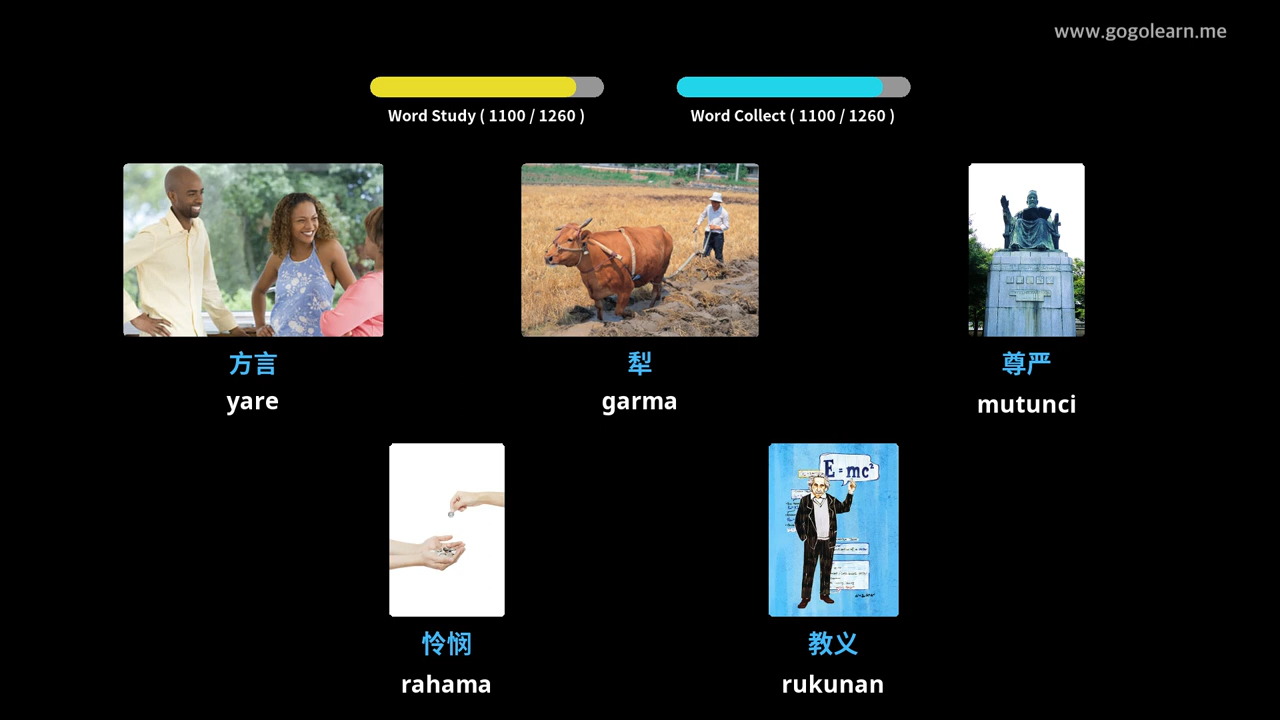 www.gogolearn.me
Word Study ( 1100 / 1260 )
Word Collect ( 1100 / 1260 )
方言
yare
犁
garma
尊严
mutunci
E=mc²
怜悯
rahama
教义
rukunan